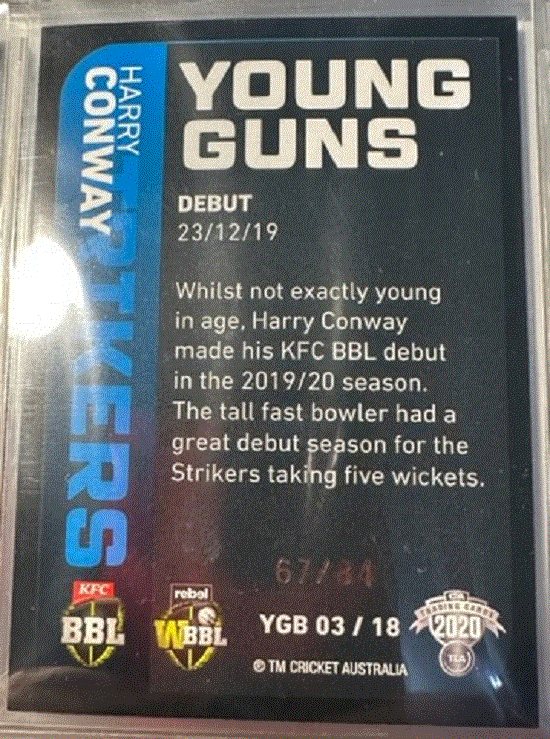 HARRY
CONWAY
STRIKERS
YOUNG
GUNS
DEBUT
23/12/19
Whilst not exactly young
in age, Harry Conway
made his KFC BBL debut
in the 2019/20 season.
The tall fast bowler had a
great debut season for the
Strikers taking five wickets.
KFC
BBL
rebel
WBBL
YGB 03 / 18
2020
TLA
© TM CRICKET AUSTRALIA